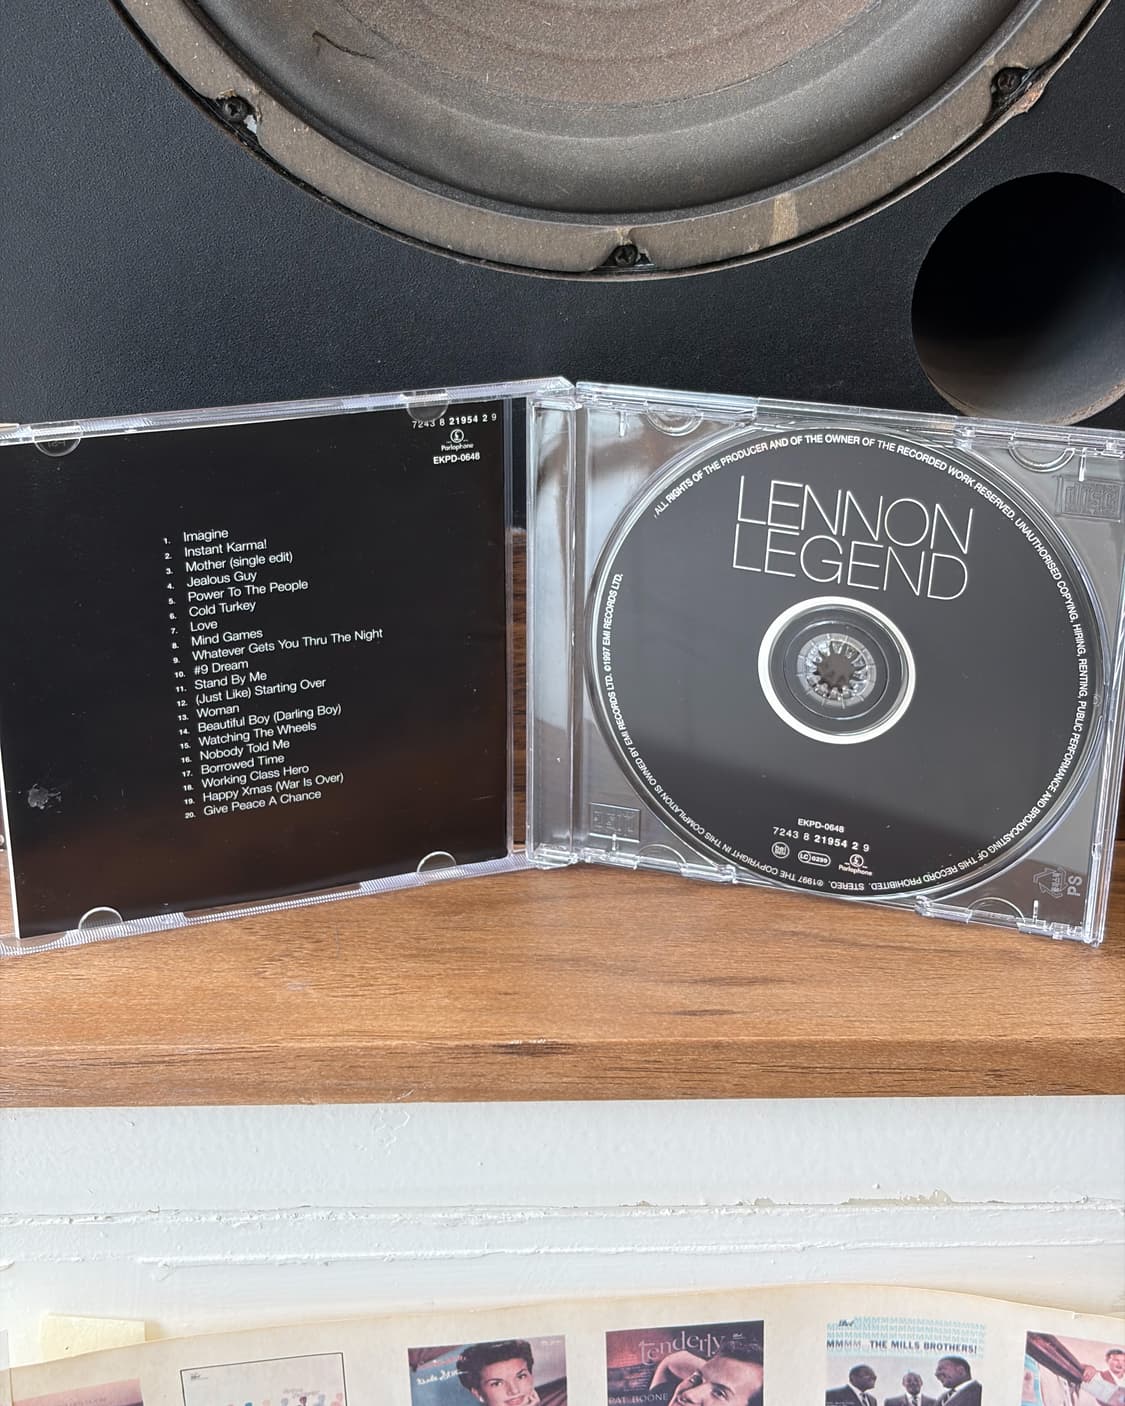 7243 8 21954 2 9
Parlophone
EKPD-0648
1. Imagine
2. Instant Karma!
3. Mother (single edit)
4. Jealous Guy
5. Power To The People
6. Cold Turkey
7. Love
8. Mind Games
9. Whatever Gets You Thru The Night
10. #9 Dream
11. Stand By Me
12. (Just Like) Starting Over
13. Woman
14. Beautiful Boy (Darling Boy)
15. Watching The Wheels
16. Nobody Told Me
17. Borrowed Time
18. Working Class Hero
19. Happy Xmas (War Is Over)
20. Give Peace A Chance
ALL RIGHTS OF THE PRODUCER AND OF THE OWNER OF THE RECORDED WORK RESERVED. UNAUTHORISED COPYING, HIRING, RENTING, PUBLIC PERFORMANCE AND BROADCASTING OF THIS RECORD PROHIBITED. STEREO. ℗1997 THE COPYRIGHT IN THIS COMPILATION IS OWNED BY EMI RECORDS LTD. ©1997 EMI RECORDS LTD.
LENNON
LEGEND
EKPD-0648
7243 8 21954 2 9
LC 0299
Parlophone
PS
tenderly
PAT BOONE
THE MILLS BROTHERS!